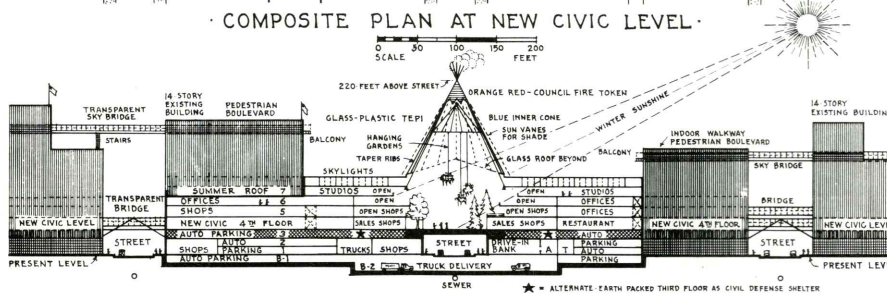 · COMPOSITE PLAN AT NEW CIVIC LEVEL ·
0 50 100 150 200
SCALE FEET
220 FEET ABOVE STREET
ORANGE RED-COUNCIL FIRE TOKEN
14 STORY
EXISTING
BUILDING
PEDESTRIAN
BOULEVARD
TRANSPARENT
SKY BRIDGE
STAIRS
BALCONY
GLASS-PLASTIC TEPI
HANGING
GARDENS
TAPER RIBS
BLUE INNER CONE
SUN VANES
FOR SHADE
GLASS ROOF BEYOND
WINTER SUNSHINE
BALCONY
INDOOR WALKWAY
PEDESTRIAN BOULEVARD
14 STORY
EXISTING BUILDIN
SKY BRIDGE
SKYLIGHTS
SUMMER ROOF 7 STUDIOS OPEN OPEN STUDIOS
OFFICES 6 OPEN OPEN OFFICES
SHOPS 5 OPEN SHOPS OPEN SHOPS OFFICES
NEW CIVIC 4TH FLOOR SALES SHOPS SALES SHOPS RESTAURANT
AUTO PARKING 3 ★ ★ AUTO
AUTO 2 PARKING
SHOPS PARKING 1 TRUCKS SHOPS STREET DRIVE-IN BANK A T AUTO
AUTO PARKING B-1 PARKING
B-2 TRUCK DELIVERY
SEWER
TRANSPARENT
BRIDGE
NEW CIVIC LEVEL
STREET
PRESENT LEVEL
BRIDGE
NEW CIVIC 4TH FLOOR
STREET
NEW CIVIC LEVE
PRESENT LEV
★ = ALTERNATE-EARTH PACKED THIRD FLOOR AS CIVIL DEFENSE SHELTER